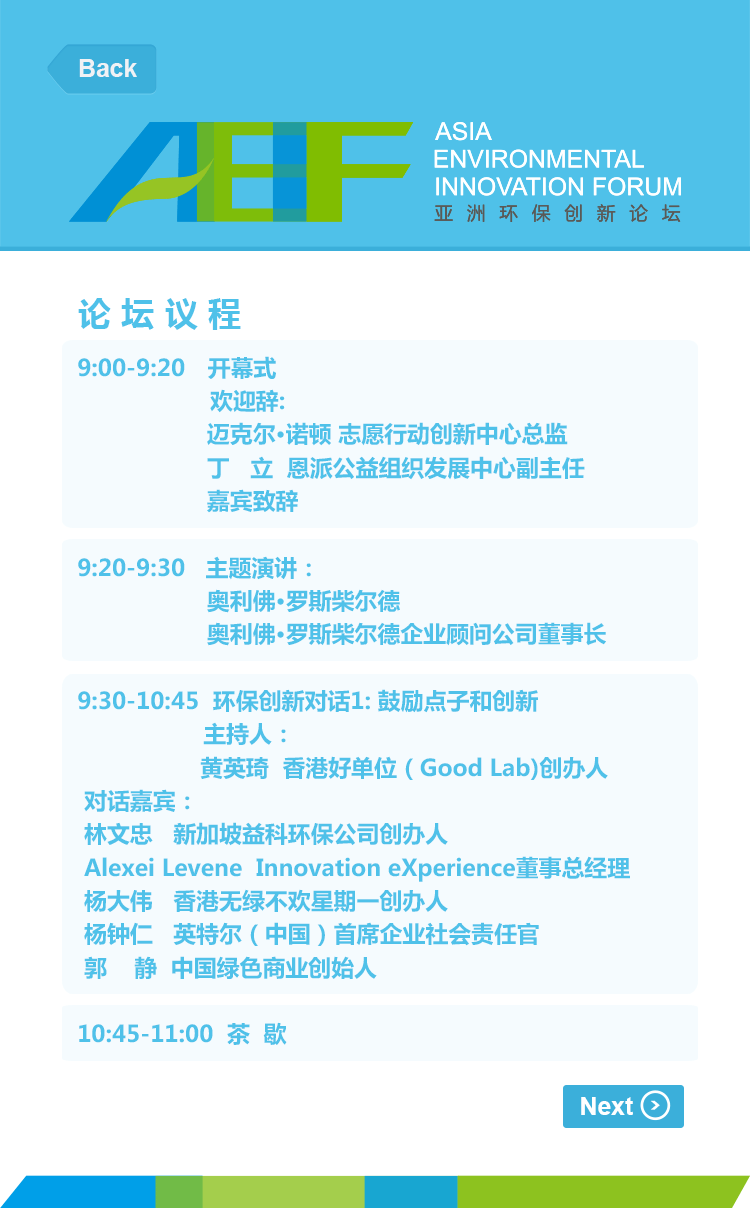 Back
AEIF
ASIA
ENVIRONMENTAL
INNOVATION FORUM
亚洲环保创新论坛
论坛议程
9:00-9:20 开幕式
欢迎辞:
迈克尔·诺顿 志愿行动创新中心总监
丁 立 恩派公益组织发展中心副主任
嘉宾致辞
9:20-9:30 主题演讲：
奥利佛·罗斯柴尔德
奥利佛·罗斯柴尔德企业顾问公司董事长
9:30-10:45 环保创新对话1: 鼓励点子和创新
主持人：
黄英琦 香港好单位（Good Lab)创办人
对话嘉宾：
林文忠 新加坡益科环保公司创办人
Alexei Levene Innovation eXperience董事总经理
杨大伟 香港无绿不欢星期一创办人
杨钟仁 英特尔（中国）首席企业社会责任官
郭 静 中国绿色商业创始人
10:45-11:00 茶 歇
Next